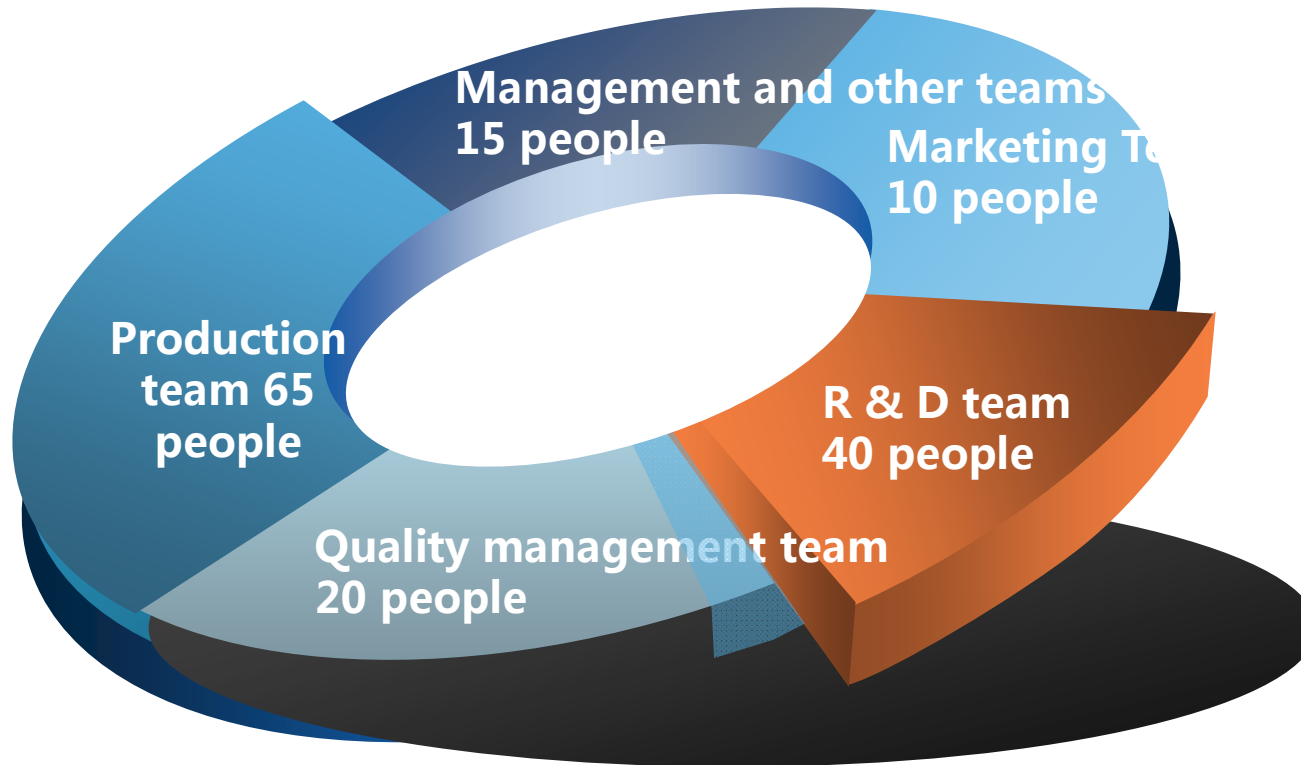 Management and other teams
15 people
Marketing
10 people
Production
team 65
people
R & D team
40 people
Quality management team
20 people